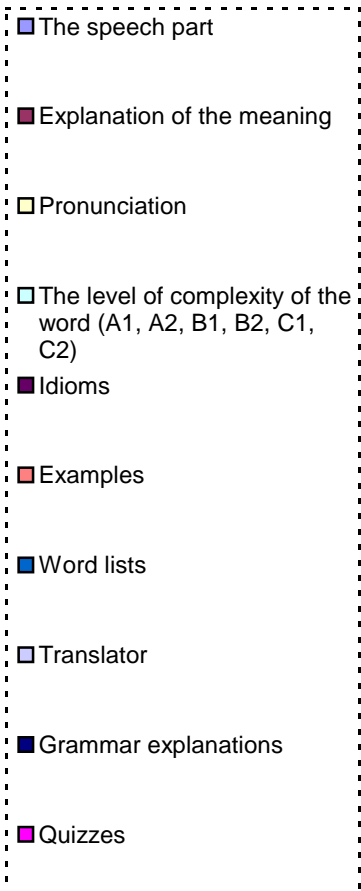 The speech part
Explanation of the meaning
Pronunciation
The level of complexity of the
word (A1, A2, B1, B2, C1,
C2)
Idioms
Examples
Word lists
Translator
Grammar explanations
Quizzes